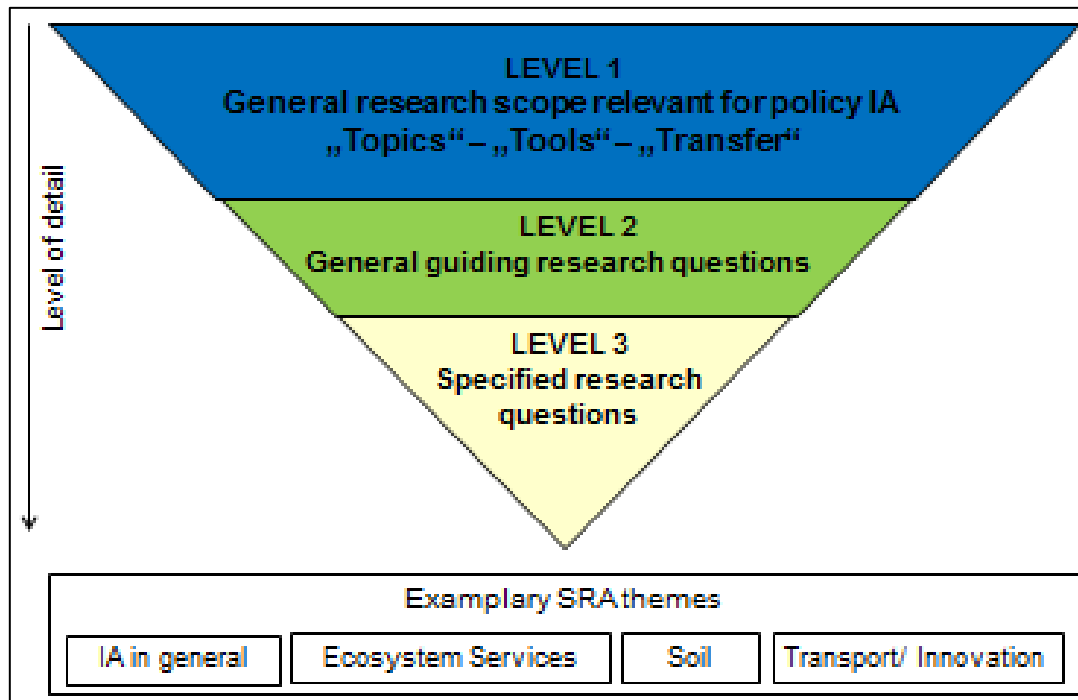 LEVEL 1
General research scope relevant for policy IA
„Topics“ – „Tools“ – „Transfer“
Level of detail
LEVEL 2
General guiding research questions
LEVEL 3
Specified research
questions
Examplary SRA themes
IA in general
Ecosystem Services
Soil
Transport/ Innovation